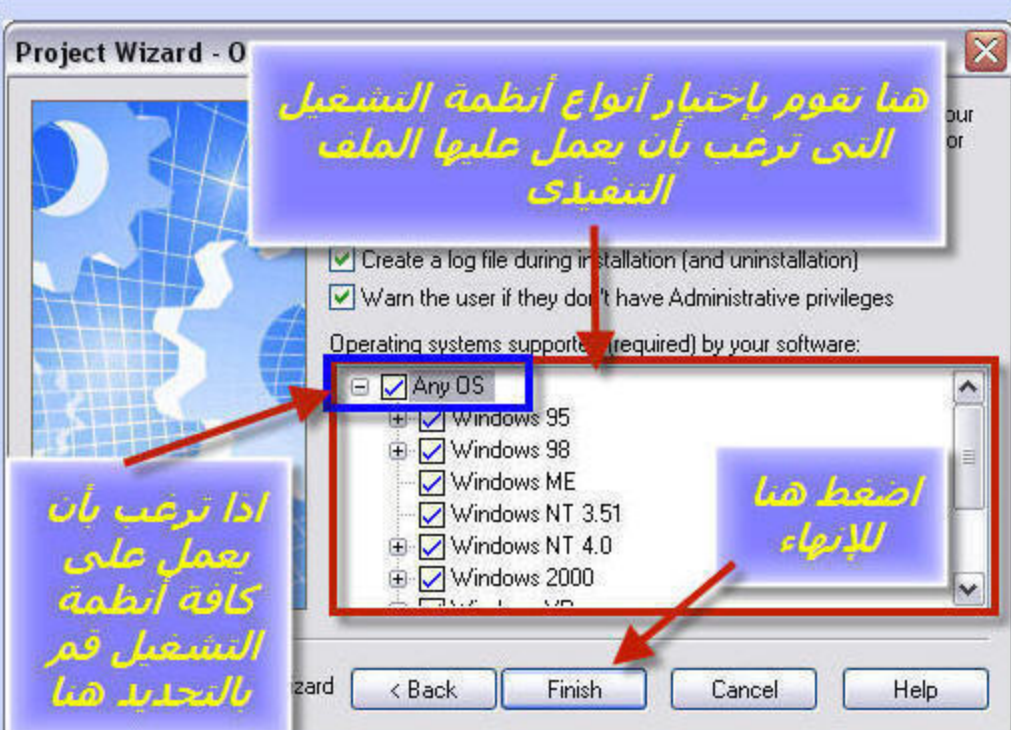 Project Wizard - O
هنا نقوم بإختيار أنواع أنظمة التشغيل
التى ترغب بأن يعمل عليها الملف
التنفيذى
our
or
Create a log file during installation (and uninstallation)
Warn the user if they don't have Administrative privileges
Operating systems supported (required) by your software:
Any OS
Windows 95
Windows 98
Windows ME
Windows NT 3.51
Windows NT 4.0
Windows 2000
اضغط هنا
للإنهاء
اذا ترغب بأن
يعمل على
كافة أنظمة
التشغيل قم
بالتحديد هنا
zard
< Back
Finish
Cancel
Help